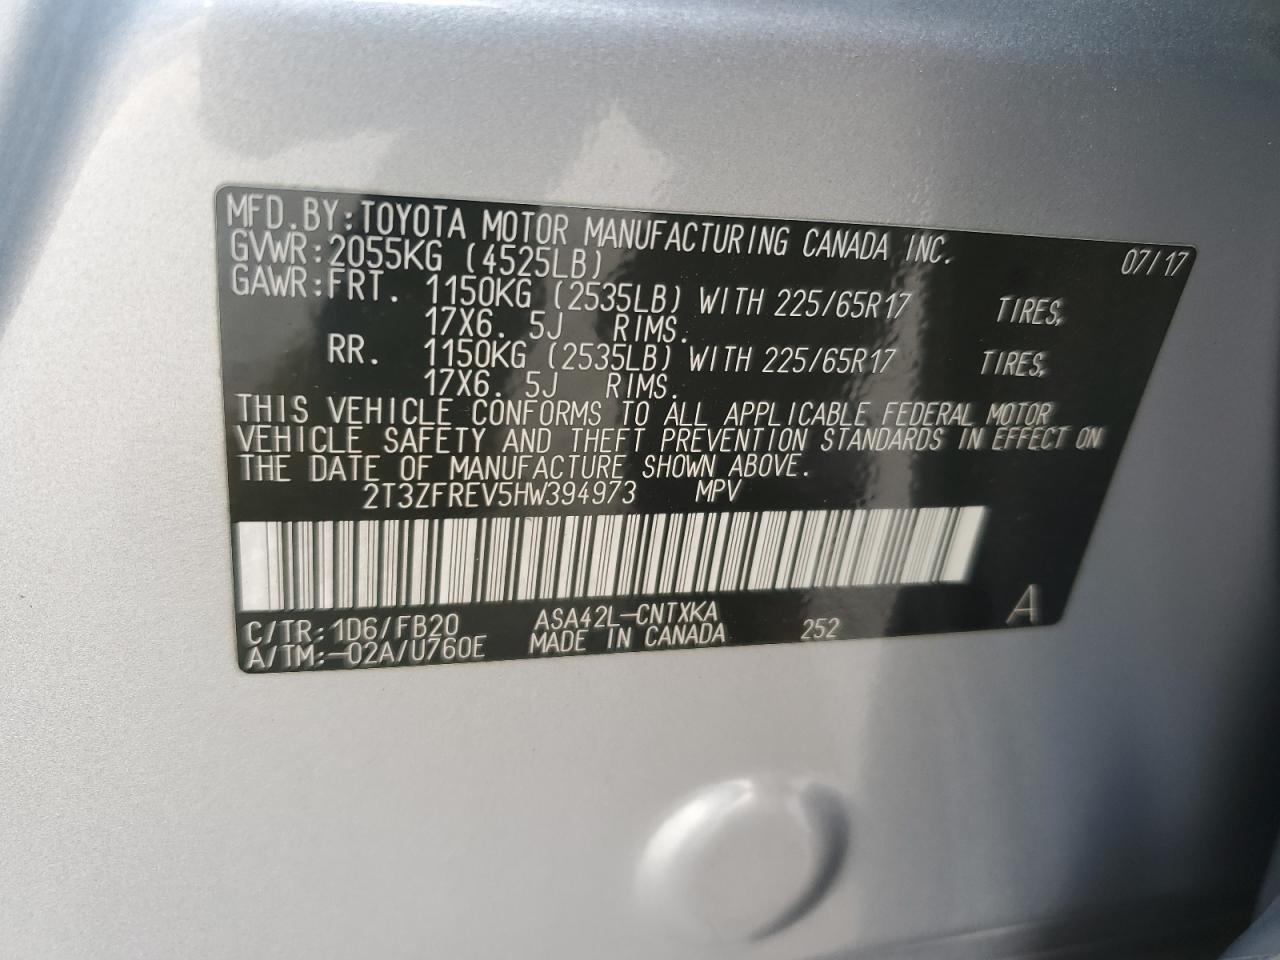 MFD.BY:TOYOTA MOTOR MANUFACTURING CANADA INC. 07/17
GVWR:2055KG (4525LB)
GAWR:FRT. 1150KG (2535LB) WITH 225/65R17 TIRES,
17X6. 5J RIMS.
RR. 1150KG (2535LB) WITH 225/65R17 TIRES,
17X6. 5J RIMS.
THIS VEHICLE CONFORMS TO ALL APPLICABLE FEDERAL MOTOR
VEHICLE SAFETY AND THEFT PREVENTION STANDARDS IN EFFECT ON
THE DATE OF MANUFACTURE SHOWN ABOVE.
2T3ZFREV5HW394973 MPV
C/TR:1D6/FB20 ASA42L-CNTXKA 252 A
A/TM:-02A/U760E MADE IN CANADA